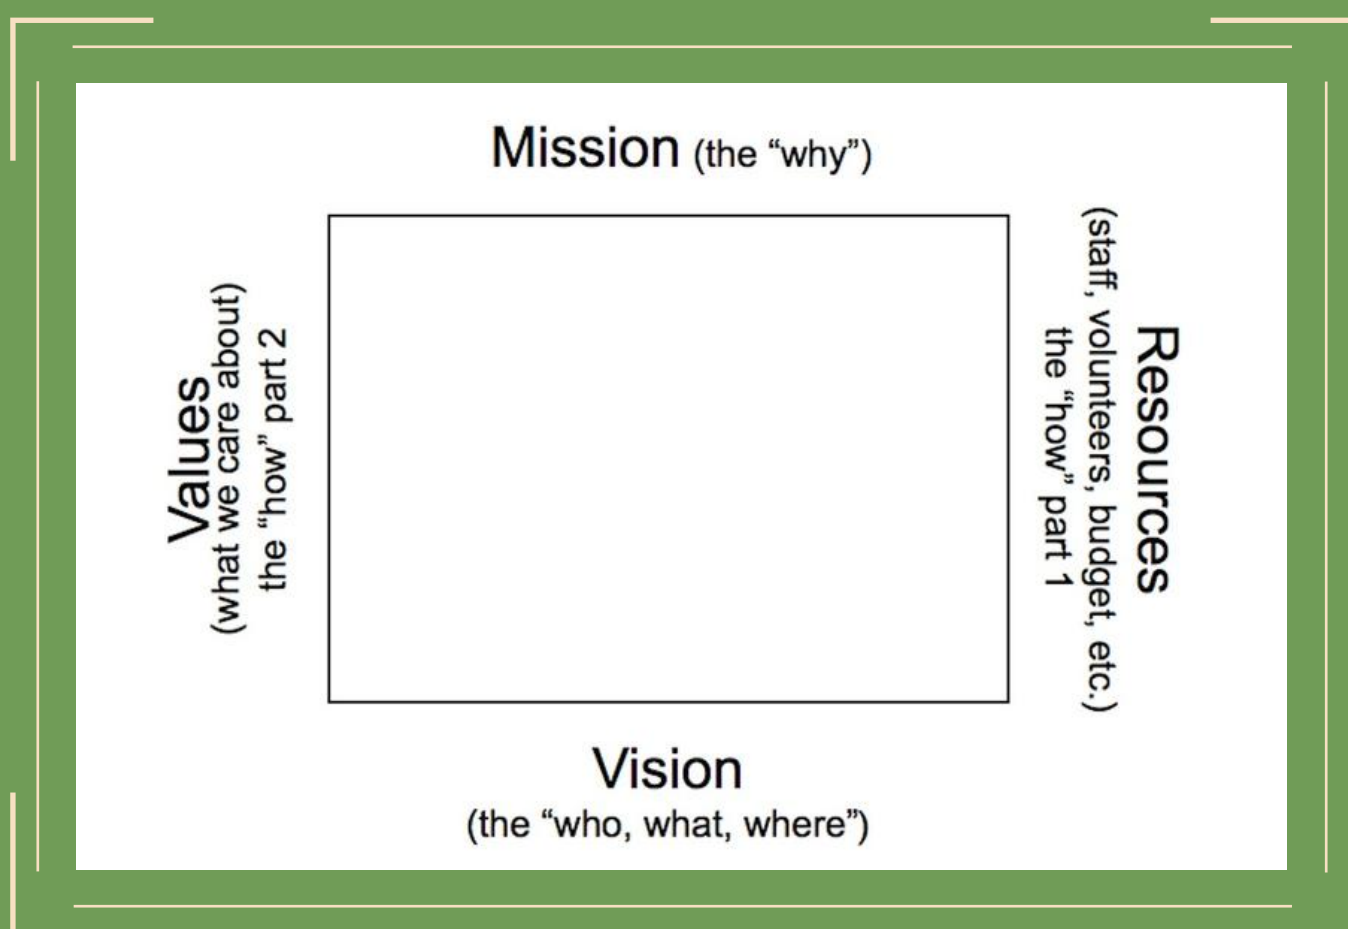 Mission (the “why”)
Values
(what we care about)
the “how” part 2
Resources
(staff, volunteers, budget, etc.)
the “how” part 1
Vision
(the “who, what, where”)